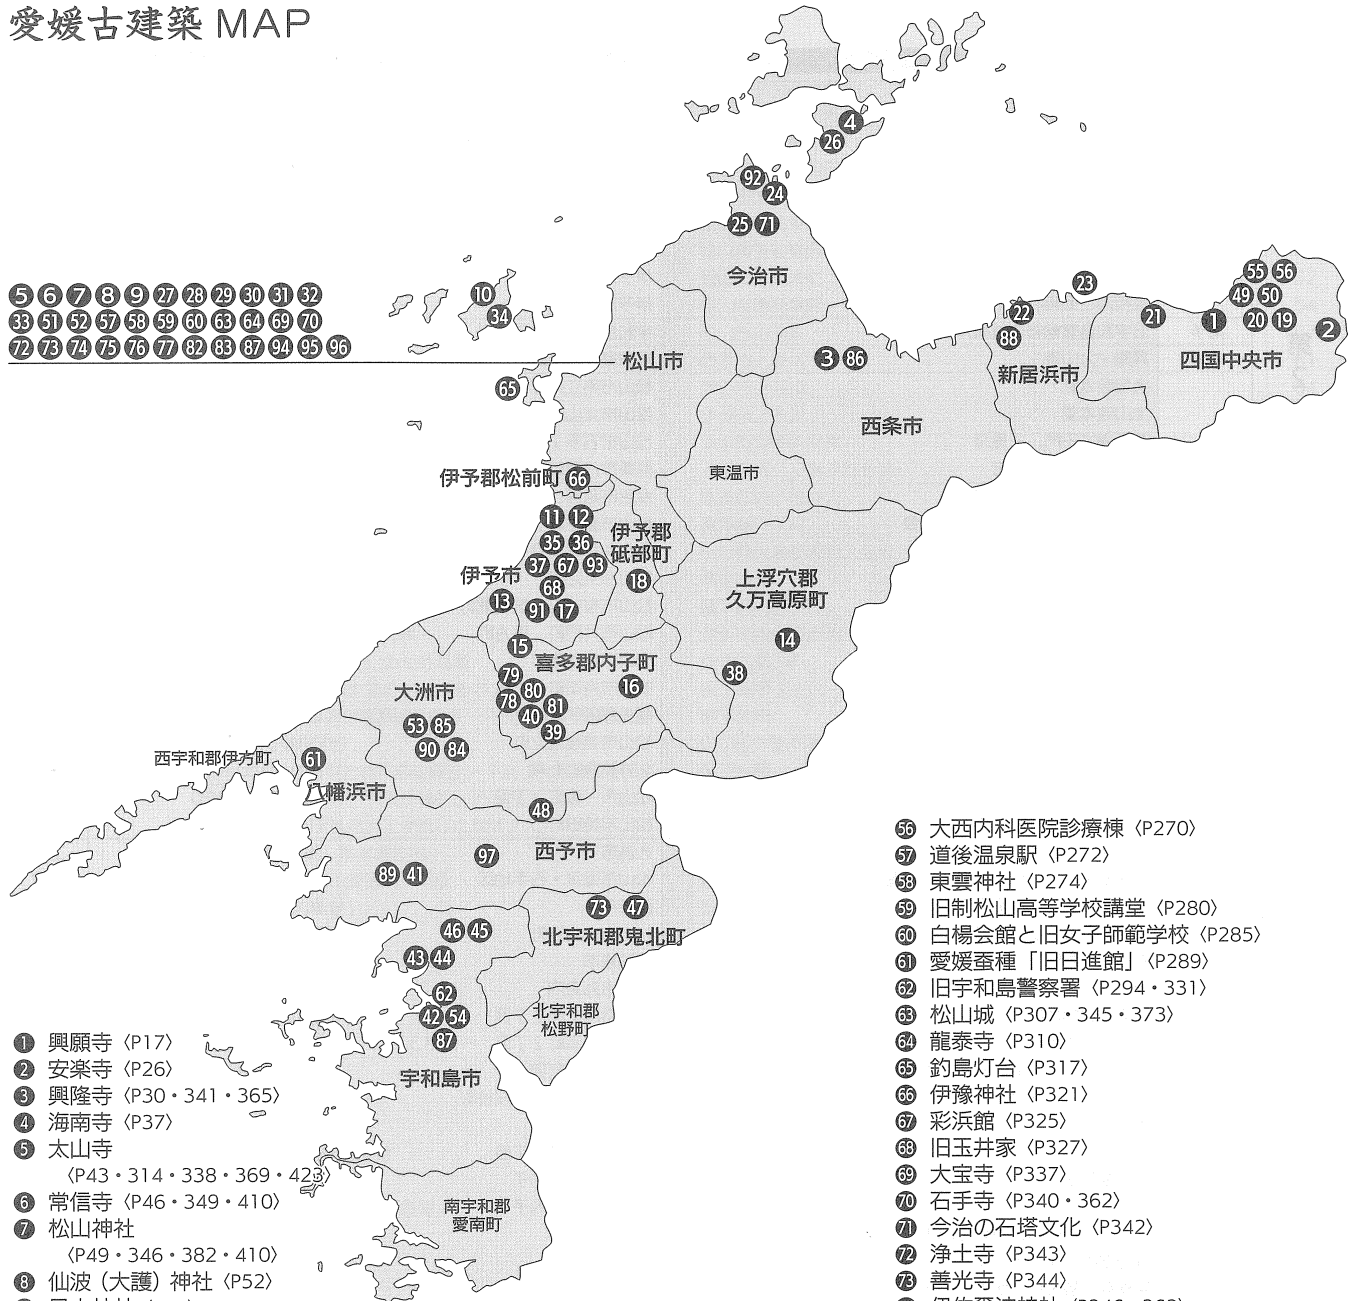 愛媛古建築 MAP
4
26
92
24
25 71
今治市
5 6 7 8 9 27 28 29 30 31 32
33 51 52 57 58 59 60 63 64 69 70
72 73 74 75 76 77 82 83 87 94 95 96
10
34
65
松山市
3 86
西条市
23
22
88
新居浜市
21
55 56
49 50
1 20 19
2
四国中央市
東温市
伊予郡松前町 66
11 12
35 36
37 67 93
68
91 17
伊予市
13
伊予郡
砥部町
18
上浮穴郡
久万高原町
14
38
15
喜多郡内子町
16
79
80
78
81
40
39
大洲市
53 85
90 84
西宇和郡伊方町
61
八幡浜市
48
西予市
97
89 41
73 47
北宇和郡鬼北町
46 45
43 44
62
42 54
87
宇和島市
北宇和郡
松野町
南宇和郡
愛南町
1 興願寺〈P17〉
2 安楽寺〈P26〉
3 興隆寺〈P30・341・365〉
4 海南寺〈P37〉
5 太山寺
〈P43・314・338・369・423〉
6 常信寺〈P46・349・410〉
7 松山神社
〈P49・346・382・410〉
8 仙波（大護）神社〈P52〉
56 大西内科医院診療棟〈P270〉
57 道後温泉駅〈P272〉
58 東雲神社〈P274〉
59 旧制松山高等学校講堂〈P280〉
60 白楊会館と旧女子師範学校〈P285〉
61 愛媛蚕種「旧日進館」〈P289〉
62 旧宇和島警察署〈P294・331〉
63 松山城〈P307・345・373〉
64 龍泰寺〈P310〉
65 釣島灯台〈P317〉
66 伊豫神社〈P321〉
67 彩浜館〈P325〉
68 旧玉井家〈P327〉
69 大宝寺〈P337〉
70 石手寺〈P340・362〉
71 今治の石塔文化〈P342〉
72 浄土寺〈P343〉
73 善光寺〈P344〉